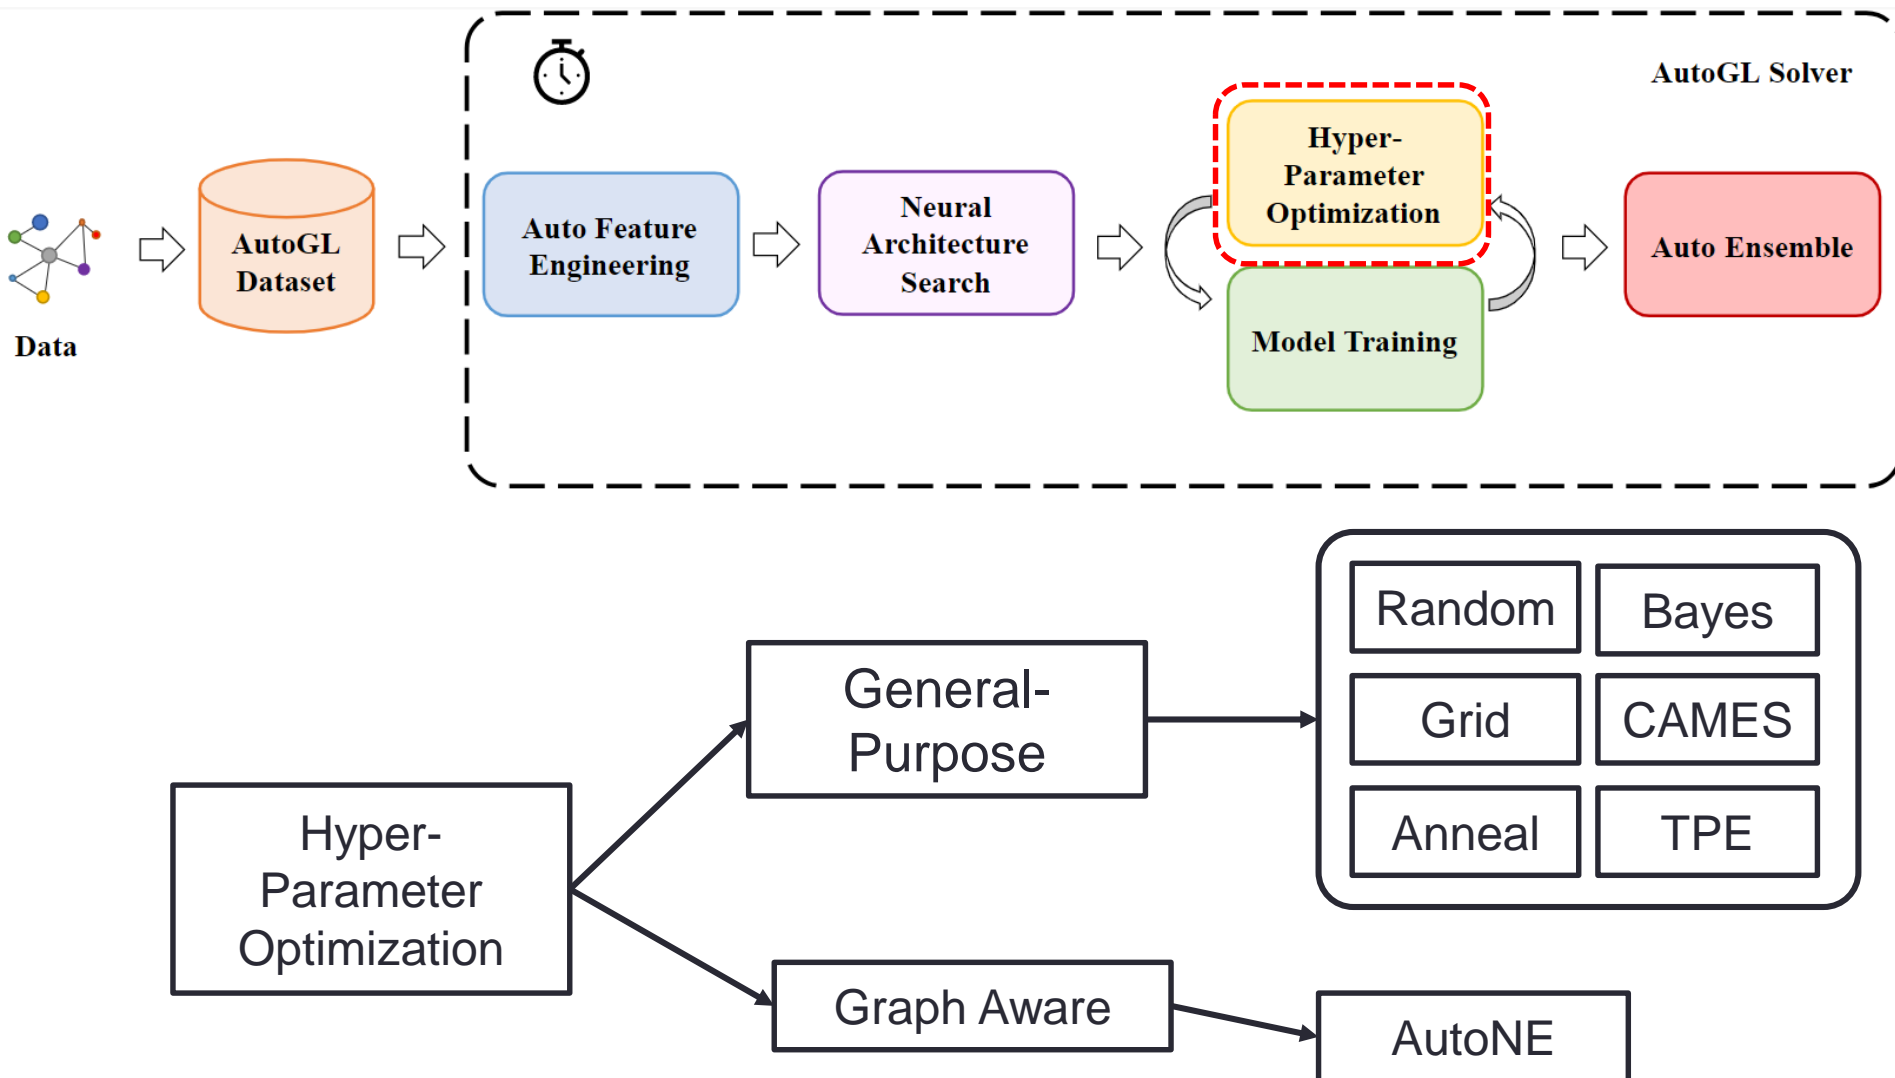 AutoGL Solver
Data
AutoGL
Dataset
Auto Feature
Engineering
Neural
Architecture
Search
Hyper-
Parameter
Optimization
Model Training
Auto Ensemble
Hyper-
Parameter
Optimization
General-
Purpose
Random
Bayes
Grid
CAMES
Anneal
TPE
Graph Aware
AutoNE